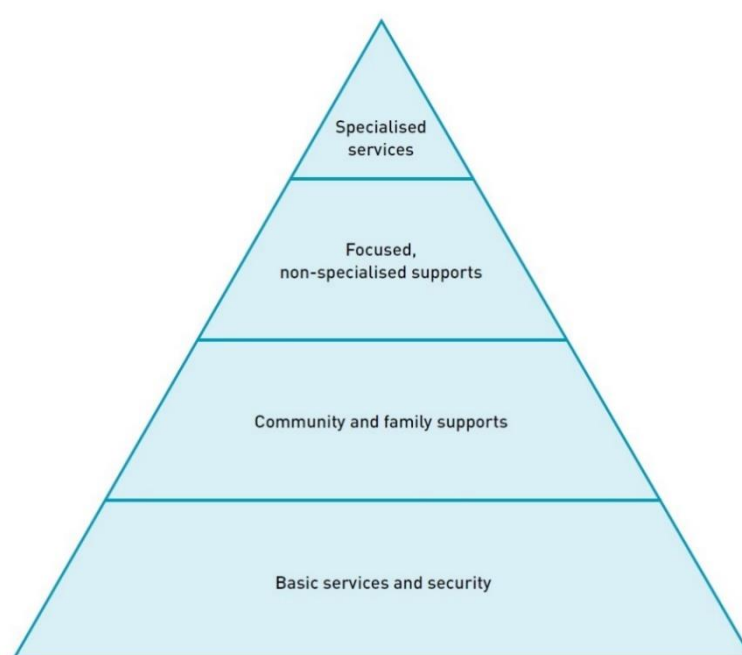 Specialised
services
Focused,
non-specialised supports
Community and family supports
Basic services and security